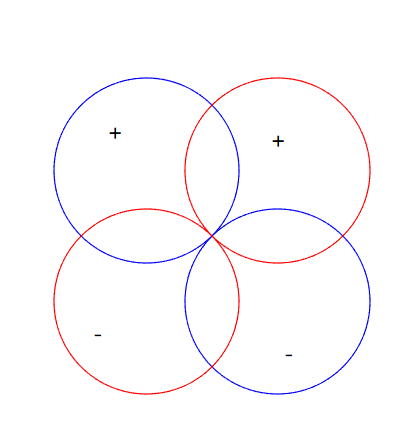 + +
- -